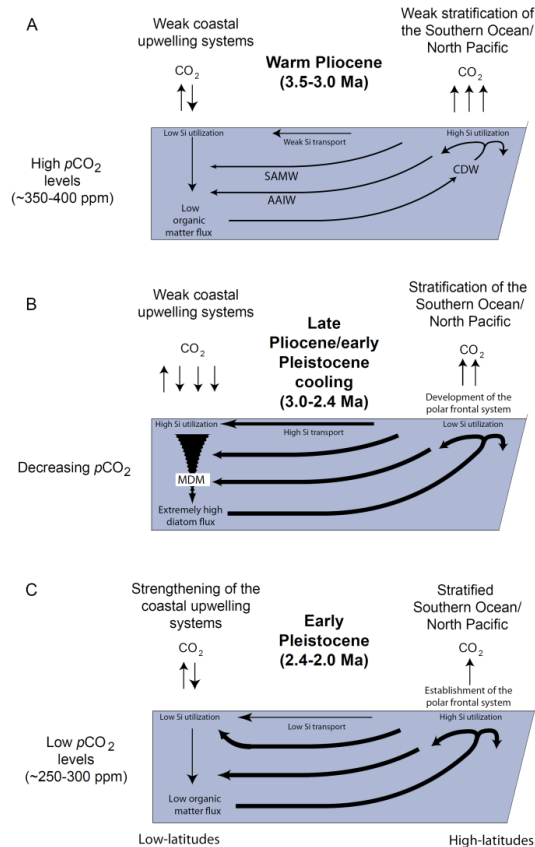 A
Weak coastal
upwelling systems
CO2
Warm Pliocene
(3.5-3.0 Ma)
Weak stratification of
the Southern Ocean/
North Pacific
CO2
High pCO2
levels
(~350-400 ppm)
Low Si utilization
Weak Si transport
High Si utilization
SAMW
CDW
AAIW
Low
organic
matter flux
B
Weak coastal
upwelling systems
CO2
Late
Pliocene/early
Pleistocene
cooling
(3.0-2.4 Ma)
Stratification of the
Southern Ocean/
North Pacific
CO2
Development of the
polar frontal system
Decreasing pCO2
High Si utilization
High Si transport
Low Si utilization
MDM
Extremely high
diatom flux
C
Strengthening of the
coastal upwelling
systems
CO2
Early
Pleistocene
(2.4-2.0 Ma)
Stratified
Southern Ocean/
North Pacific
CO2
Establishment of the
polar frontal system
Low pCO2
levels
(~250-300 ppm)
Low Si utilization
Low Si transport
High Si utilization
Low organic
matter flux
Low-latitudes
High-latitudes